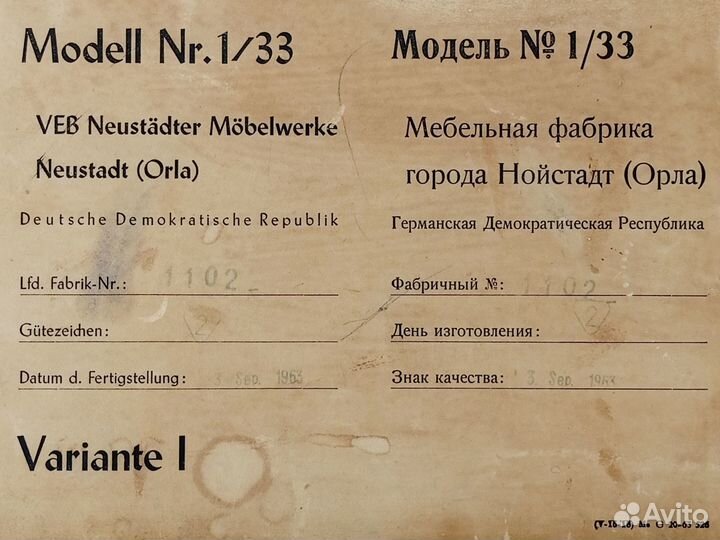 Modell Nr. 1/33
VEB Neustädter Möbelwerke
Neustadt (Orla)
Deutsche Demokratische Republik
Lfd. Fabrik-Nr.: 1102
Gütezeichen: 2
Datum d. Fertigstellung: 3. Sep. 1963
Variante I
Модель № 1/33
Мебельная фабрика
города Нойстадт (Орла)
Германская Демократическая Республика
Фабричный №: 1102
День изготовления: 2
Знак качества: 3. Sep. 1963
Avito